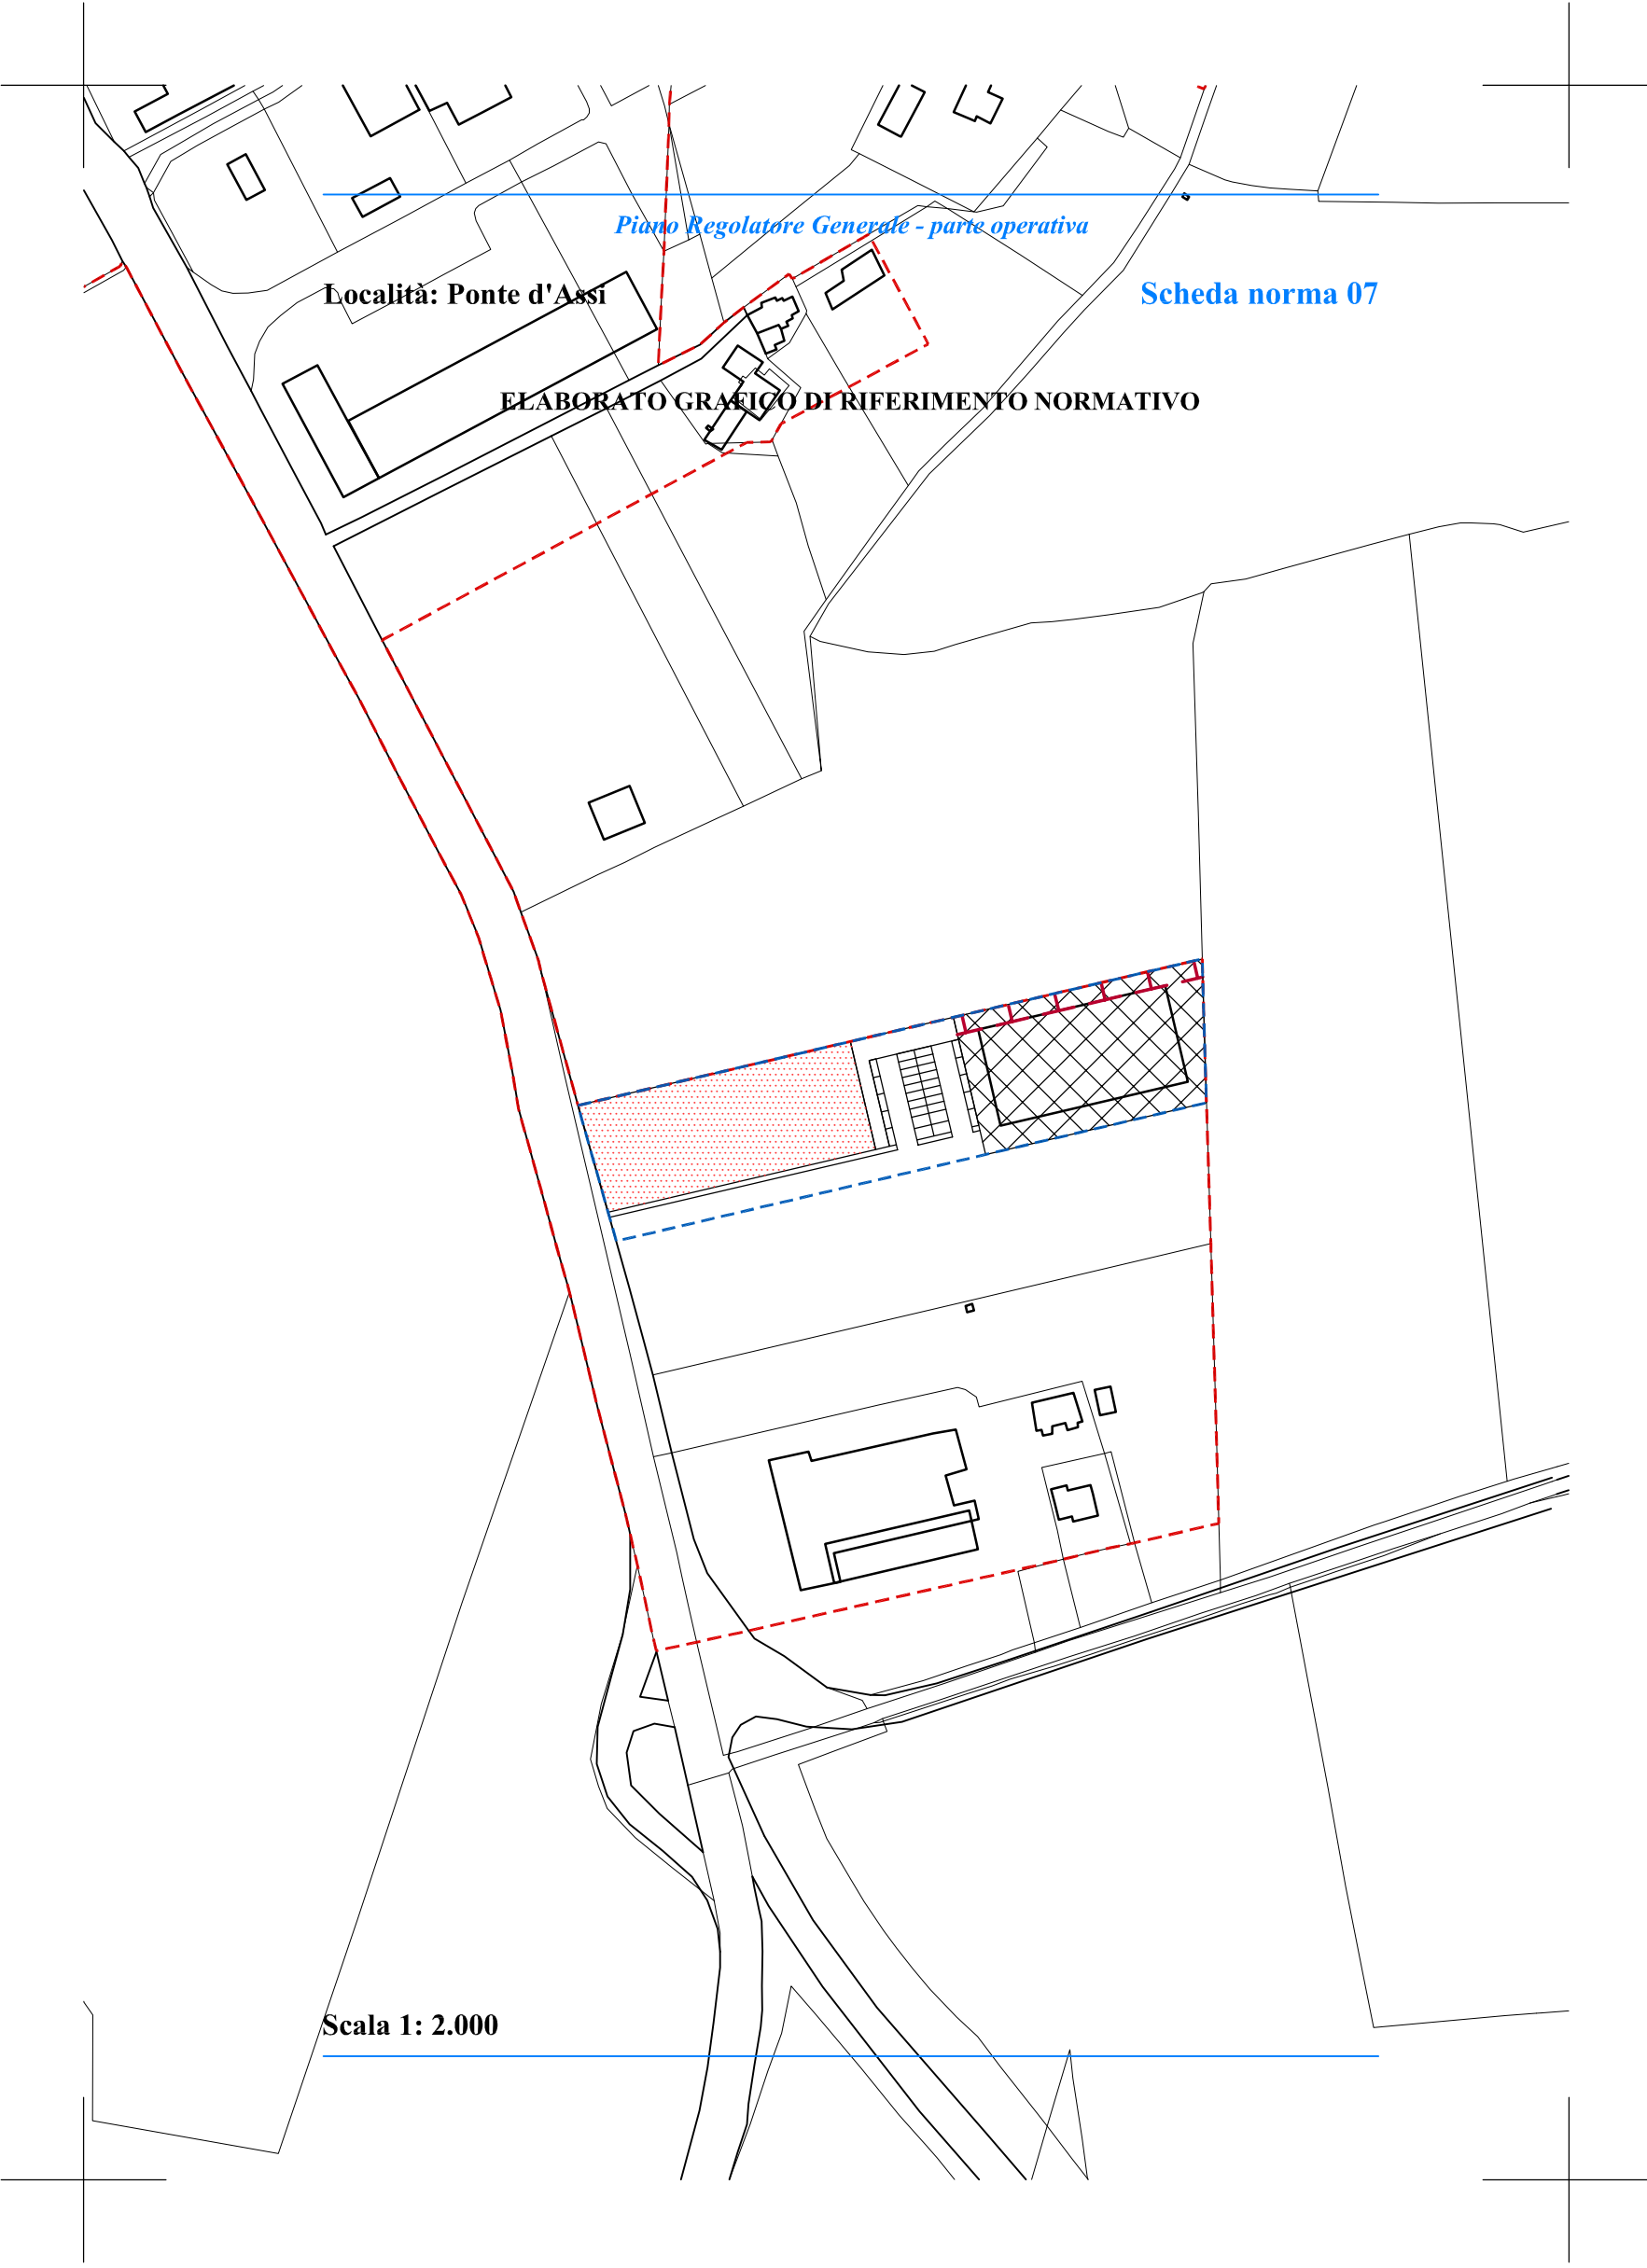 Piano Regolatore Generale - parte operativa
Località: Ponte d'Assi
Scheda norma 07
ELABORATO GRAFICO DI RIFERIMENTO NORMATIVO
Scala 1: 2.000